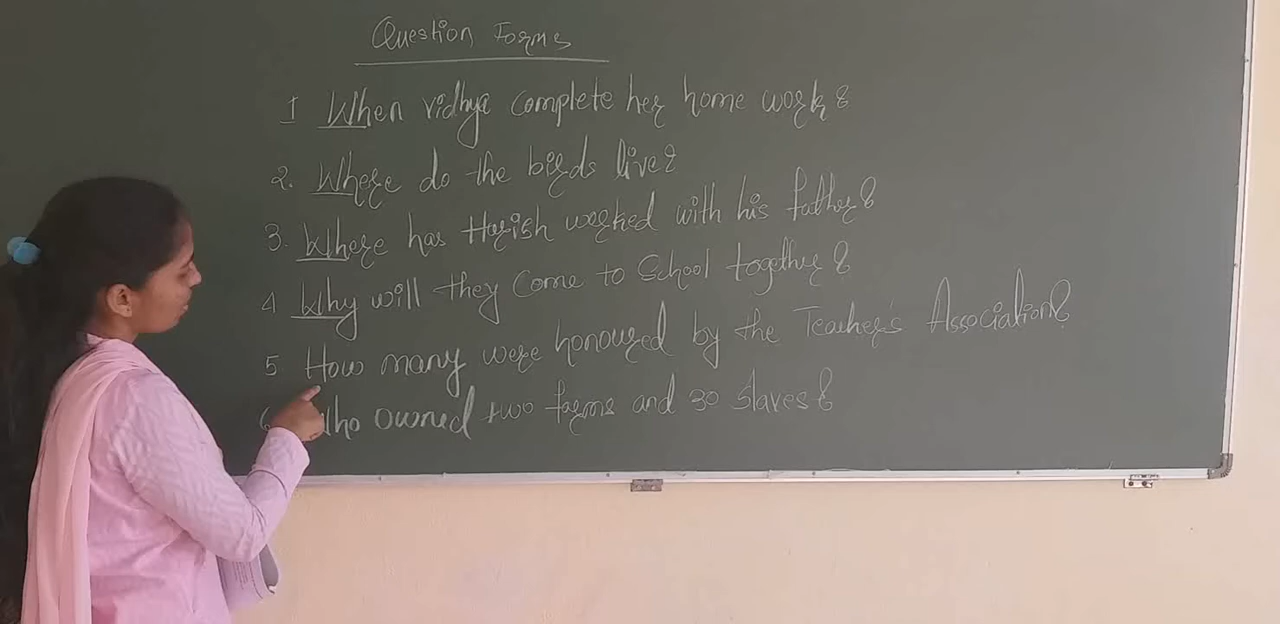 Question Forms
1 When vidhya complete her home work?
2. Where do the birds live?
3. Where has Harish worked with his father?
4 Why will they come to School together?
5. How many were honoured by the Teacher's Association?
6 Who owned two farms and 30 slaves?